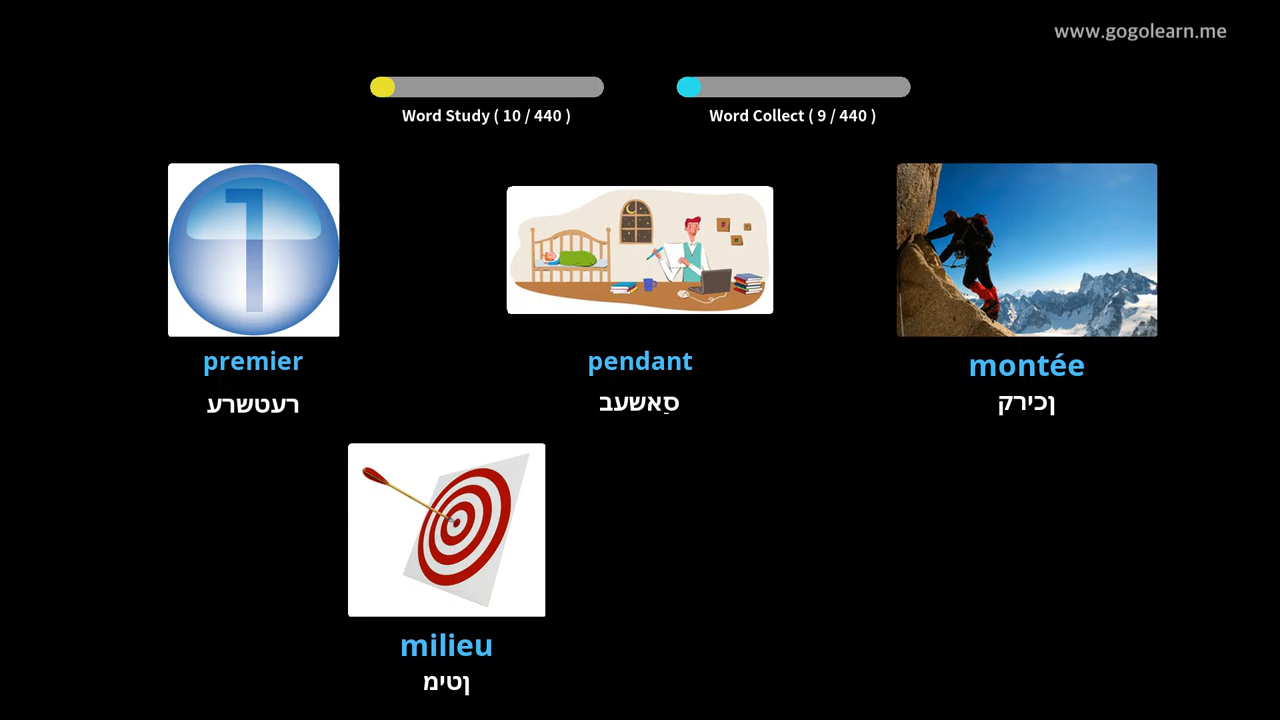 www.gogolearn.me
Word Study ( 10 / 440 )
Word Collect ( 9 / 440 )
premier
רעטשרע
pendant
סַאשעב
montée
ןכירק
milieu
ןטימ